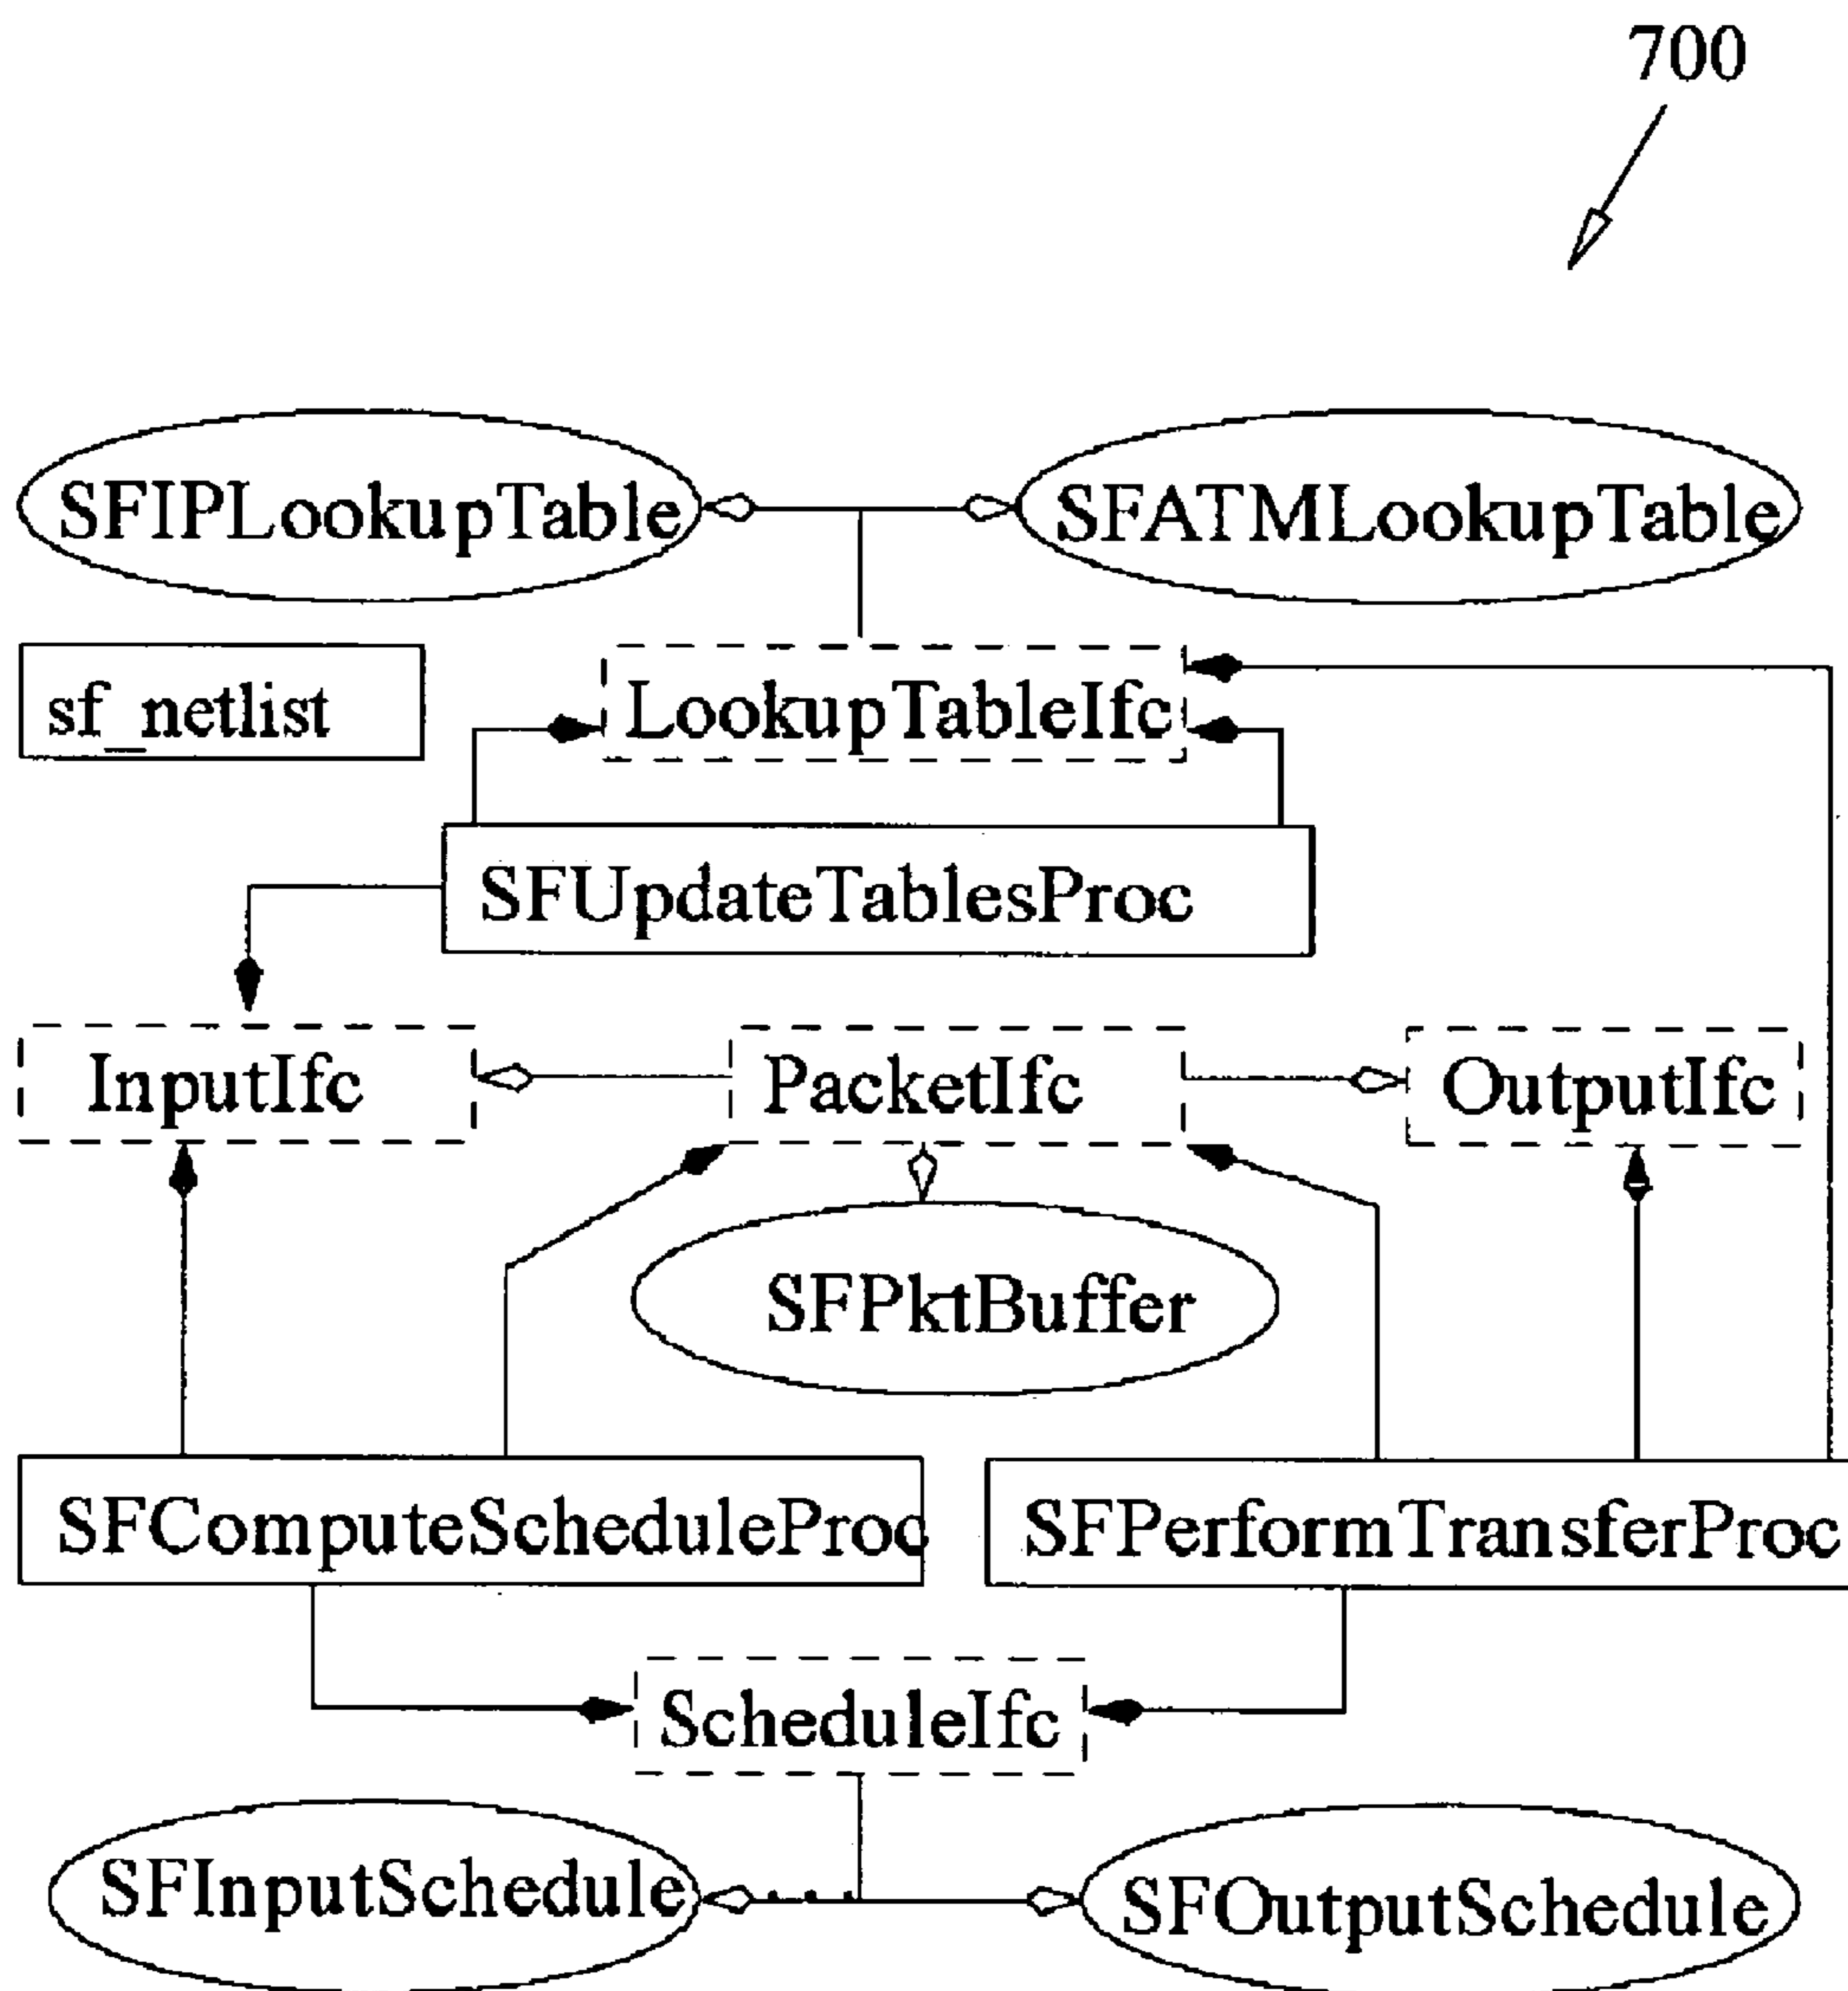 700
SFIPLookupTable
SFATMLookupTable
sf_netlist
LookupTableIfc
SFUpdateTablesProc
InputIfc
PacketIfc
OutputIfc
SFPktBuffer
SFComputeScheduleProc
SFPerformTransferProc
ScheduleIfc
SFInputSchedule
SFOutputSchedule